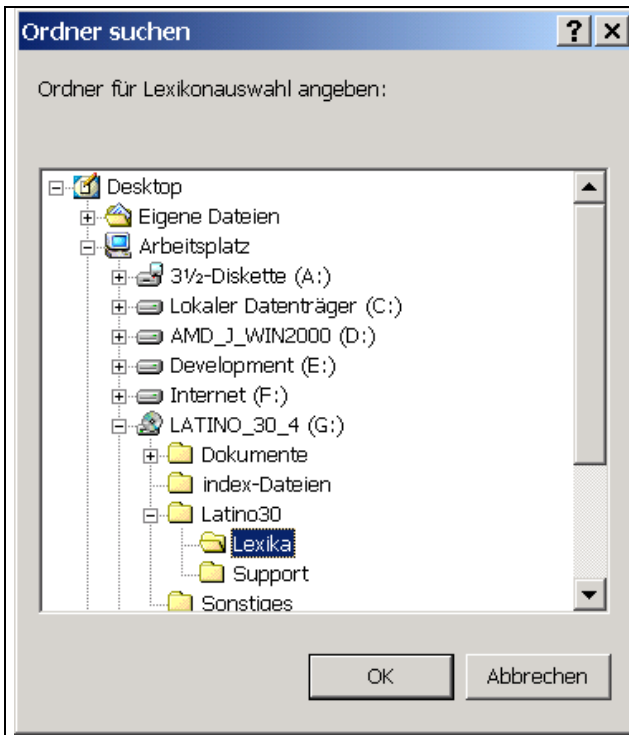 Ordner suchen
Ordner für Lexikonauswahl angeben:
Desktop
Eigene Dateien
Arbeitsplatz
3½-Diskette (A:)
Lokaler Datenträger (C:)
AMD_J_WIN2000 (D:)
Development (E:)
Internet (F:)
LATINO_30_4 (G:)
Dokumente
index-Dateien
Latino30
Lexika
Support
Sonstiges
OK Abbrechen